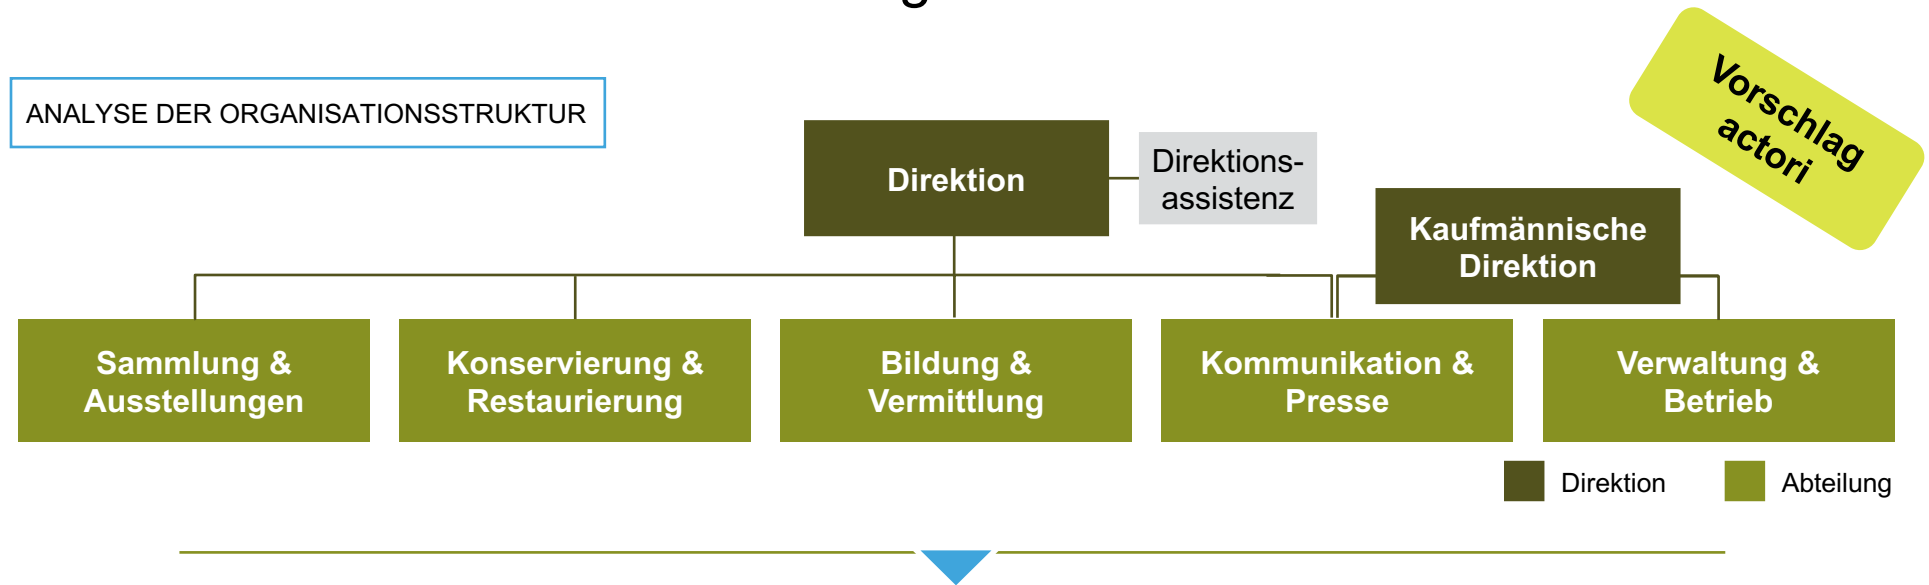 ANALYSE DER ORGANISATIONSSTRUKTUR
Vorschlag
actori
Direktion
Direktions-
assistenz
Kaufmännische
Direktion
Sammlung &
Ausstellungen
Konservierung &
Restaurierung
Bildung &
Vermittlung
Kommunikation &
Presse
Verwaltung &
Betrieb
Direktion
Abteilung